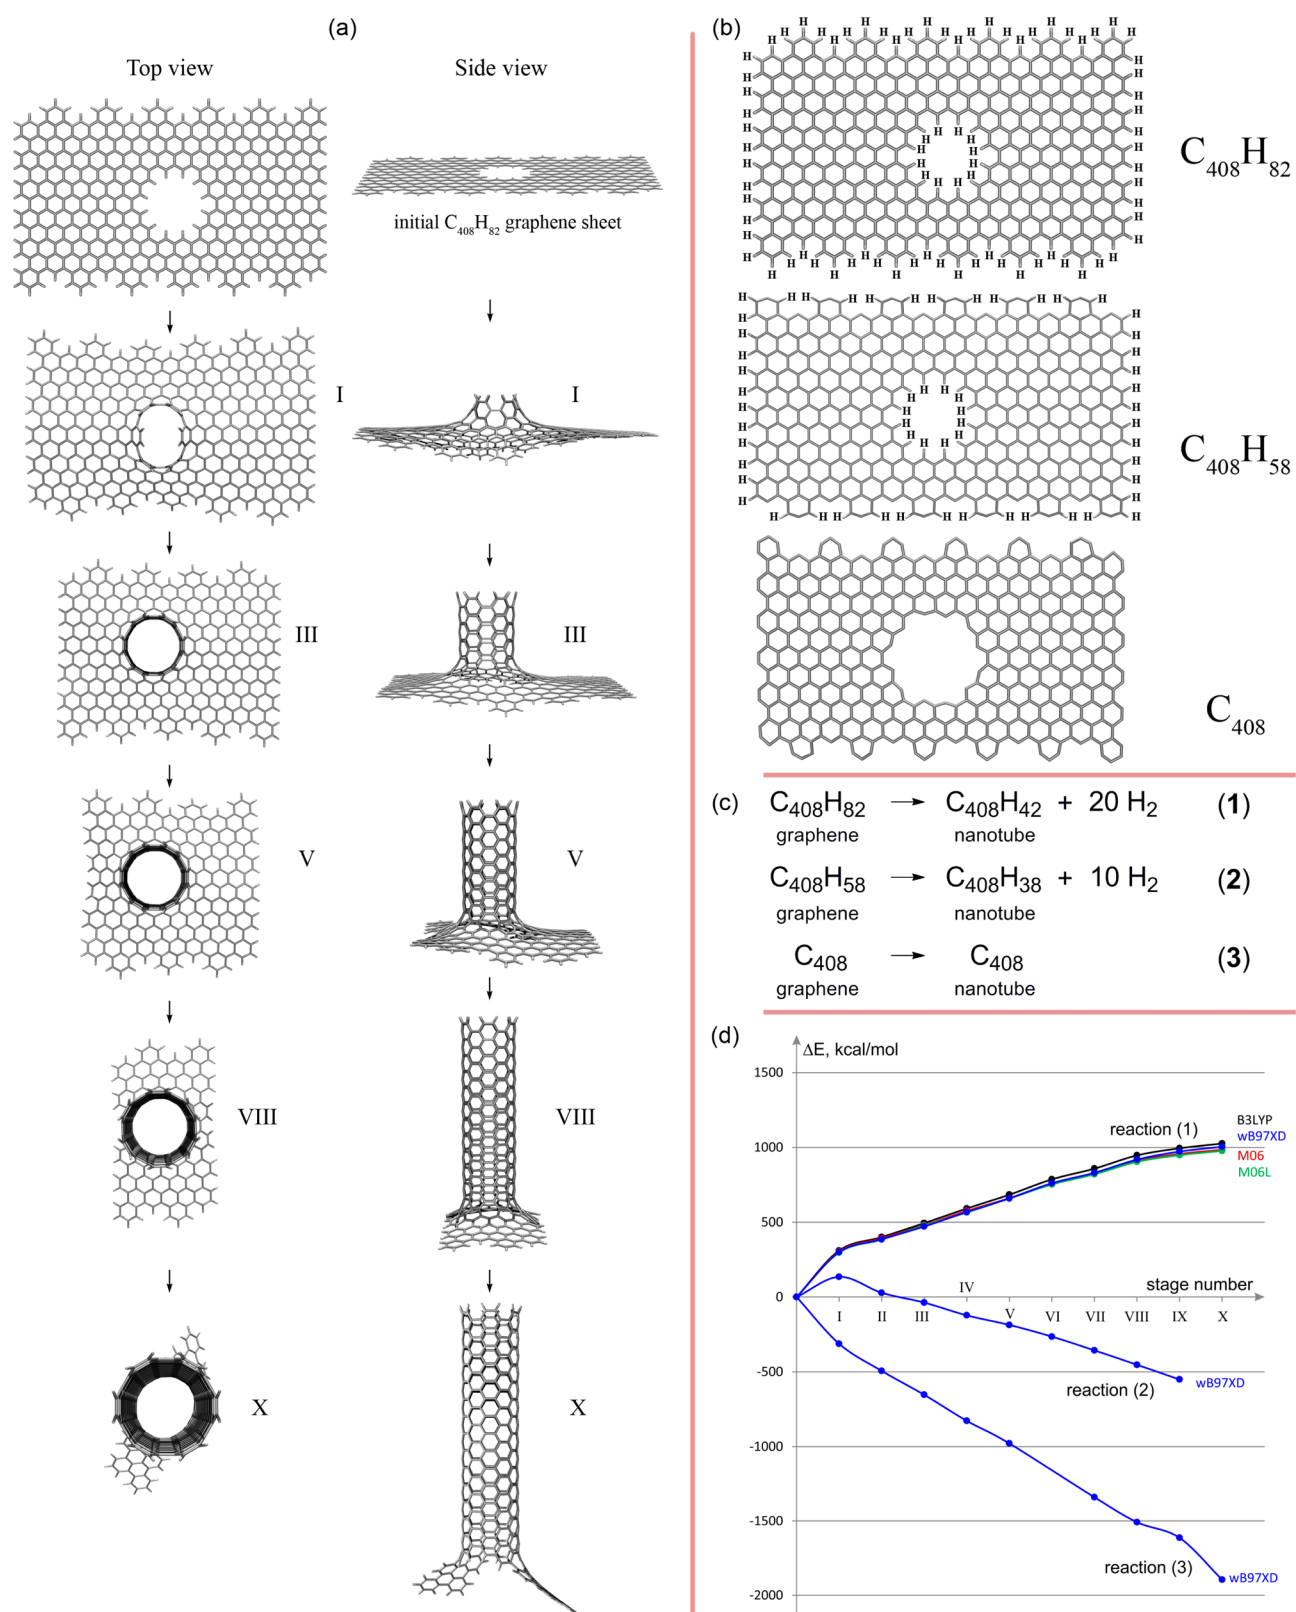 (a)
Top view
Side view
initial C408H82 graphene sheet
I
I
III
III
V
V
VIII
VIII
X
X
(b)
H H H H H H
H H H H H H H H H H H
C408H82
C408H58
C408
(c)
C408H82 → C408H42 + 20 H2 (1)
graphene nanotube
C408H58 → C408H38 + 10 H2 (2)
graphene nanotube
C408 → C408 (3)
graphene nanotube
(d)
ΔE, kcal/mol
1500
1000
500
0
-500
-1000
-1500
-2000
reaction (1)
B3LYP
wB97XD
M06
M06L
stage number
I II III IV V VI VII VIII IX X
reaction (2)
wB97XD
reaction (3)
wB97XD